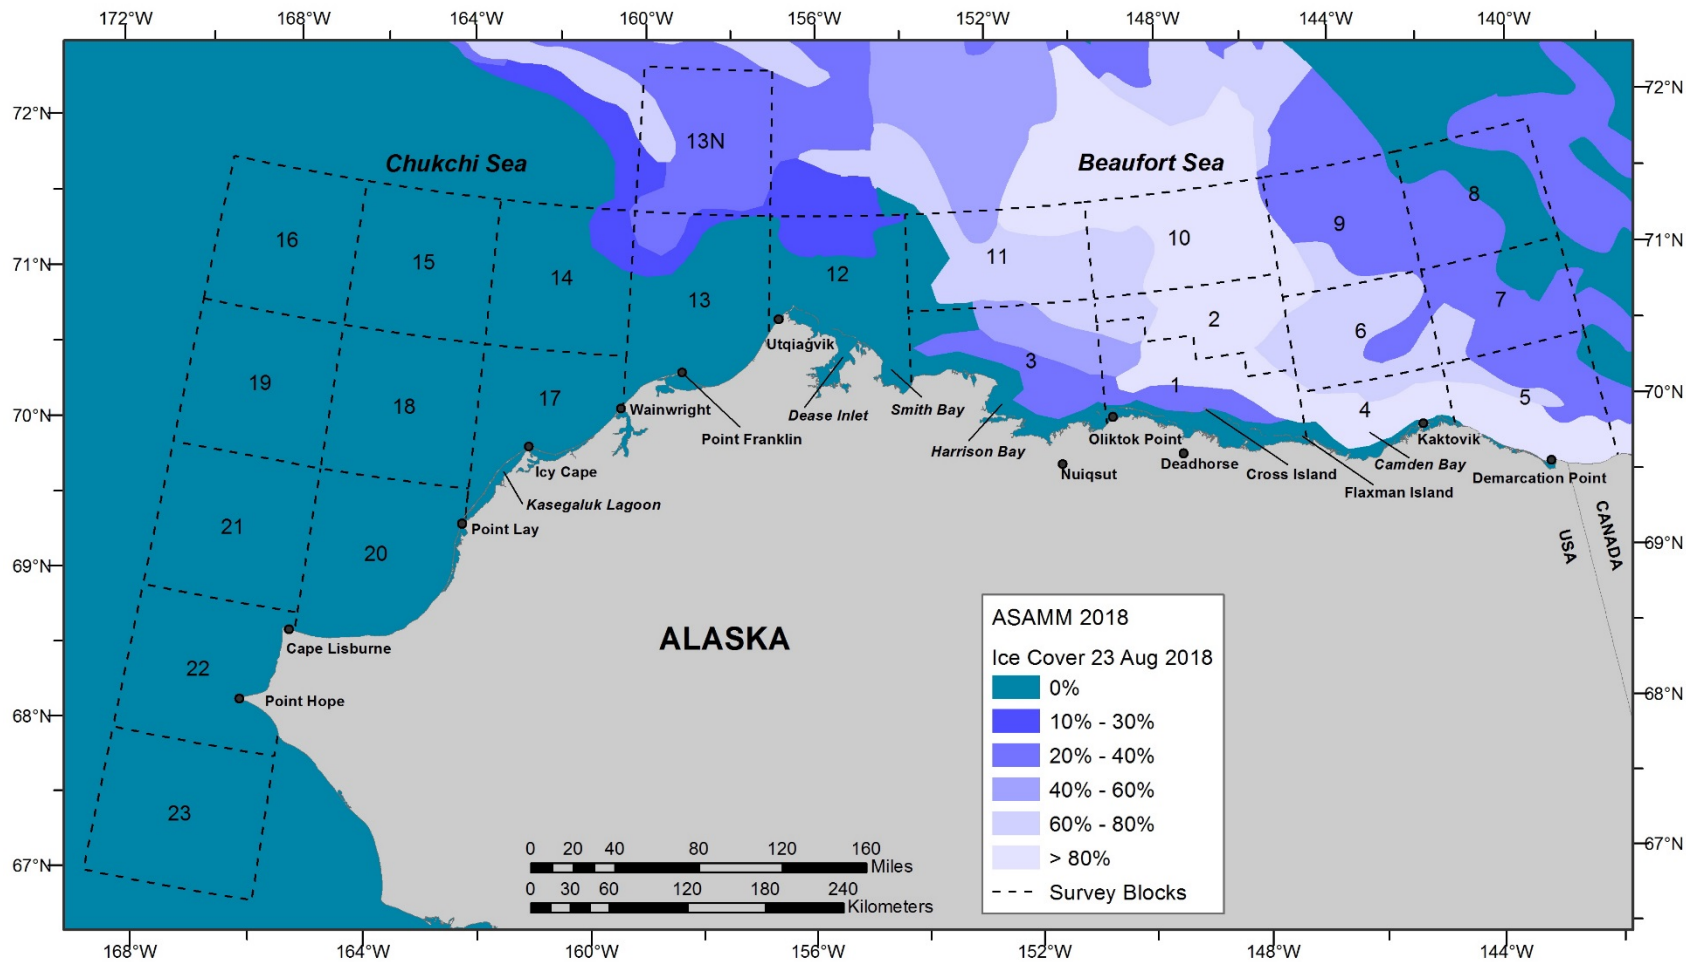 172°W 168°W 164°W 160°W 156°W 152°W 148°W 144°W 140°W
72°N 72°N
13N
Chukchi Sea Beaufort Sea
8
9
16 10
71°N 71°N
15 14 12 11
13 7
2 6
Utqiaġvik
3
19 18 17 1 5
70°N 70°N
Wainwright Dease Inlet Smith Bay 4
Point Franklin Harrison Bay Oliktok Point Kaktovik
Icy Cape Nuiqsut Deadhorse Cross Island Camden Bay
Kasegaluk Lagoon Flaxman Island Demarcation Point
21 Point Lay
20 USA CANADA
69°N 69°N
ASAMM 2018
ALASKA
Cape Lisburne Ice Cover 23 Aug 2018
22 0%
Point Hope
68°N 68°N
10% - 30%
20% - 40%
40% - 60%
23
60% - 80%
0 20 40 80 120 160
Miles
> 80%
67°N 67°N
0 30 60 120 180 240
Kilometers
Survey Blocks
168°W 164°W 160°W 156°W 152°W 148°W 144°W